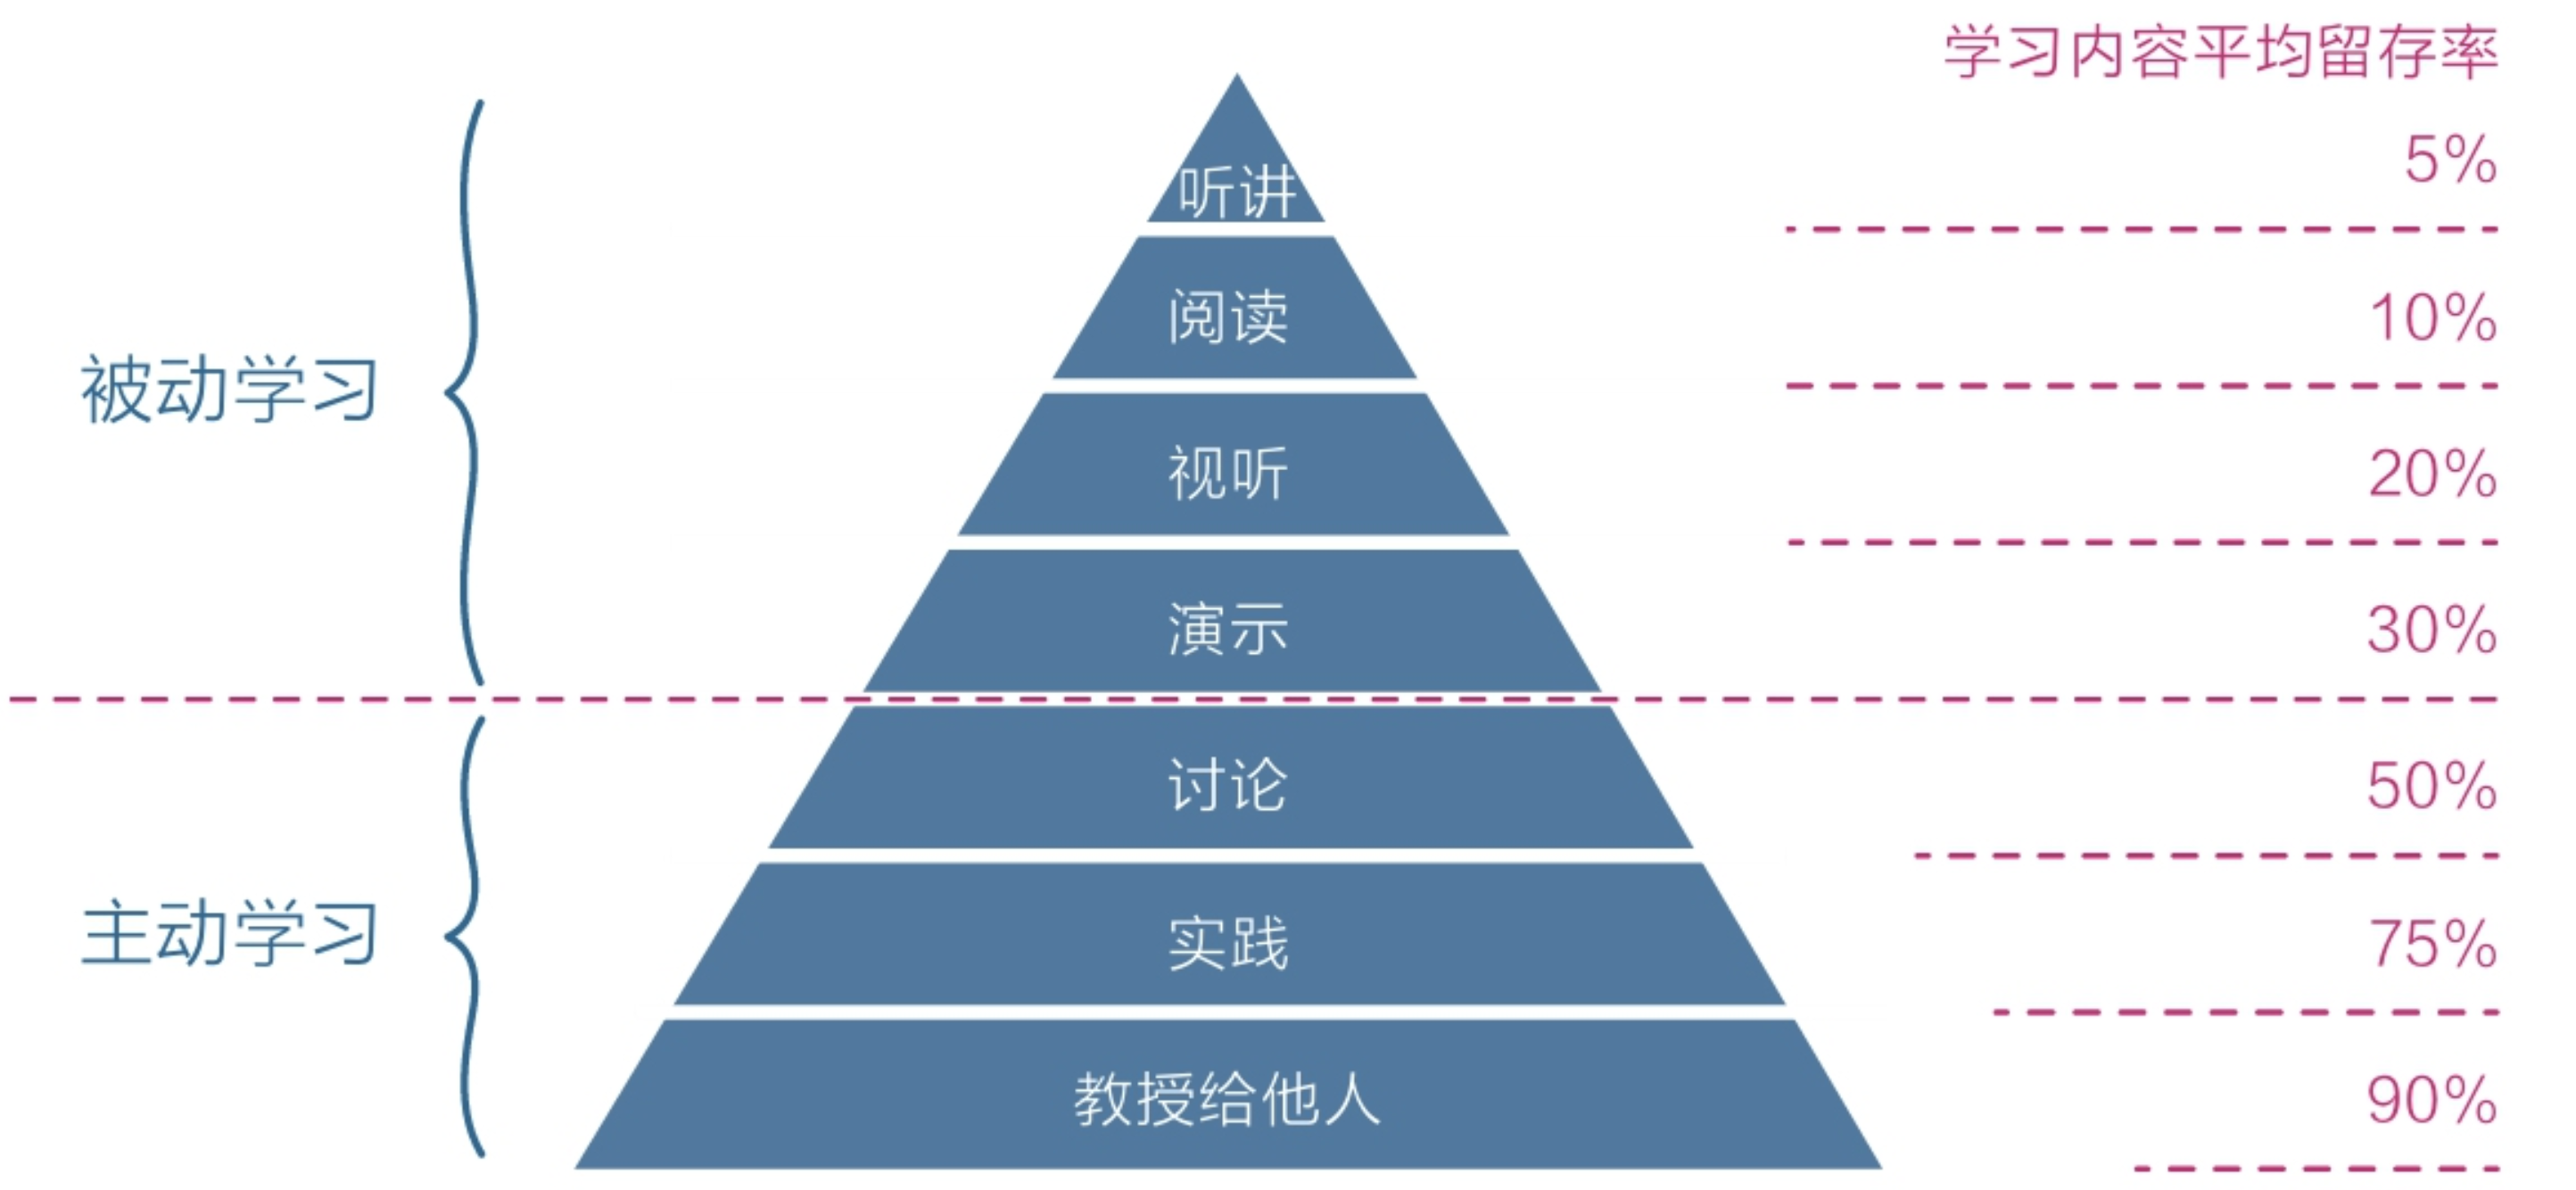 学习内容平均留存率
听讲
5%
阅读
10%
被动学习
视听
20%
演示
30%
讨论
50%
主动学习
实践
75%
教授给他人
90%